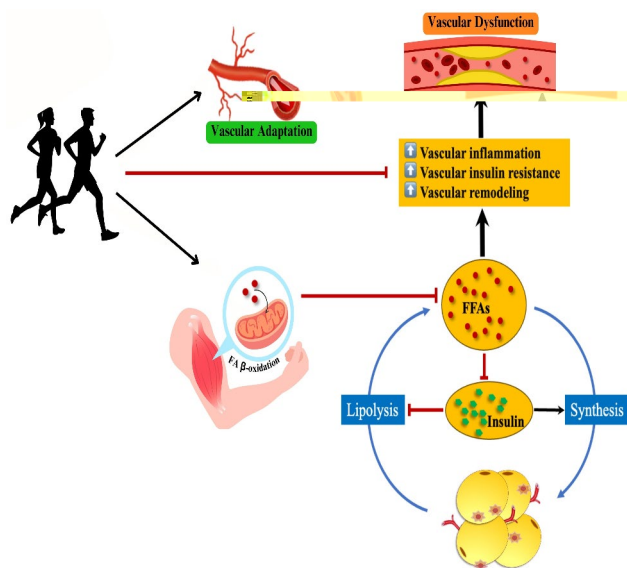 Vascular Dysfunction
Vascular Adaptation
Vascular inflammation
Vascular insulin resistance
Vascular remodeling
FFAs
FA β-oxidation
Lipolysis
Insulin
Synthesis